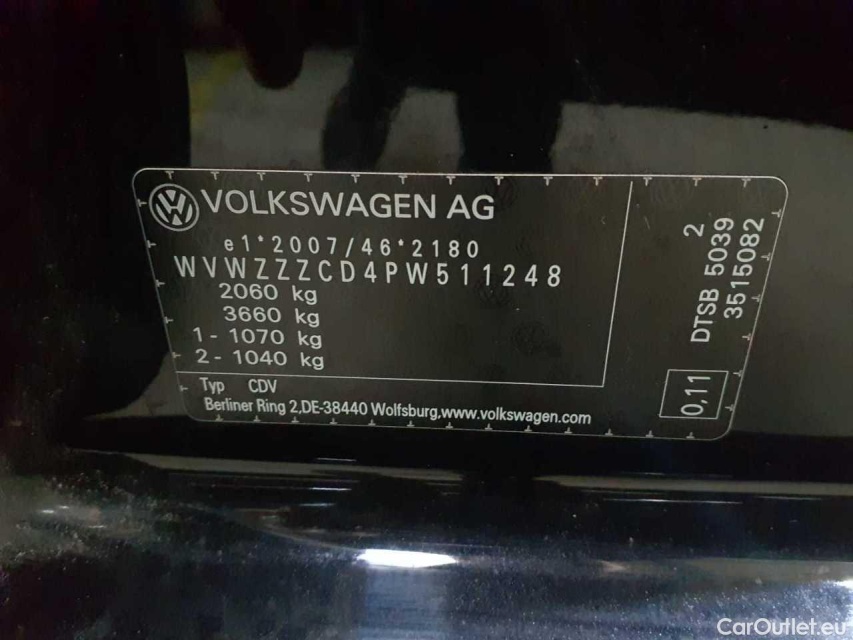 VOLKSWAGEN AG
e1*2007/46*2180
WVWZZZCD4PW511248
2060 kg
3660 kg
1 - 1070 kg
2 - 1040 kg
Typ CDV
Berliner Ring 2,DE-38440 Wolfsburg,www.volkswagen.com
2
DTSB 5039
3515082
0,11
CarOutlet.eu